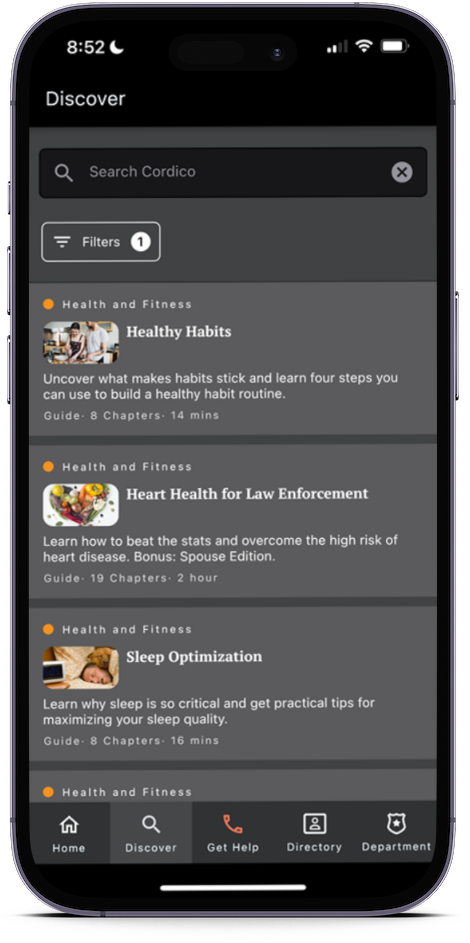 8:52
Discover
Search Cordico
Filters 1
Health and Fitness
Healthy Habits
Uncover what makes habits stick and learn four steps you
can use to build a healthy habit routine.
Guide· 8 Chapters· 14 mins
Health and Fitness
Heart Health for Law Enforcement
Learn how to beat the stats and overcome the high risk of
heart disease. Bonus: Spouse Edition.
Guide· 19 Chapters· 2 hour
Health and Fitness
Sleep Optimization
Learn why sleep is so critical and get practical tips for
maximizing your sleep quality.
Guide· 8 Chapters· 16 mins
Health and Fitness
Home Discover Get Help Directory Department